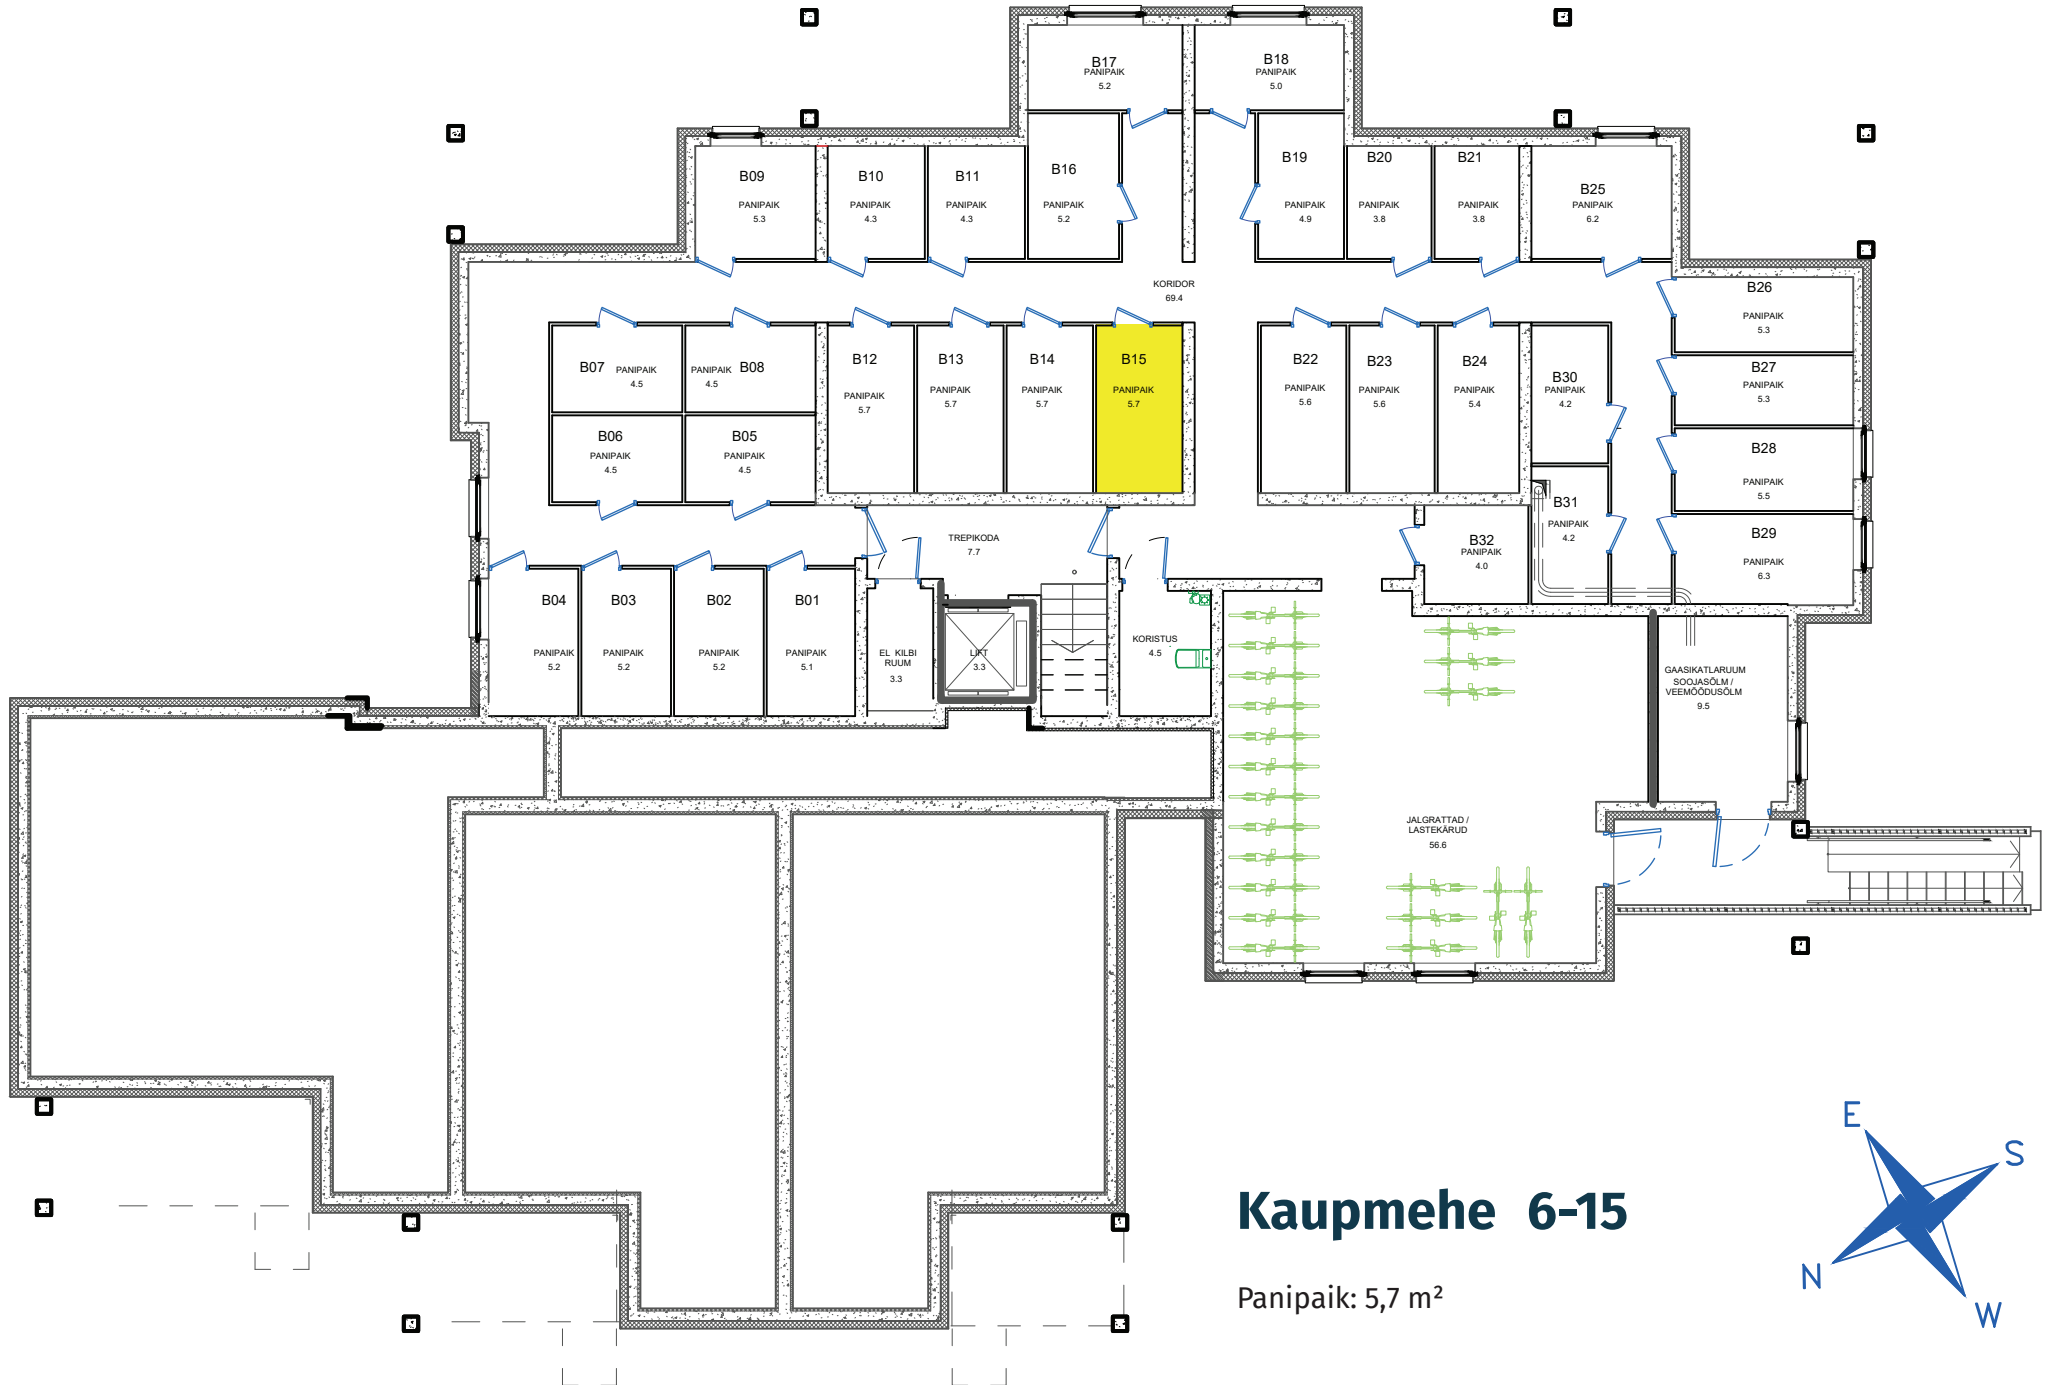 B17
PANIPAIK
5.2
B18
PANIPAIK
5.0
B09
PANIPAIK
5.3
B10
PANIPAIK
4.3
B11
PANIPAIK
4.3
B16
PANIPAIK
5.2
B19
PANIPAIK
4.9
B20
PANIPAIK
3.8
B21
PANIPAIK
3.8
B25
PANIPAIK
6.2
KORIDOR
69.4
B26
PANIPAIK
5.3
B07
PANIPAIK
4.5
PANIPAIK
4.5
B08
B12
PANIPAIK
5.7
B13
PANIPAIK
5.7
B14
PANIPAIK
5.7
B15
PANIPAIK
5.7
B22
PANIPAIK
5.6
B23
PANIPAIK
5.6
B24
PANIPAIK
5.4
B30
PANIPAIK
4.2
B27
PANIPAIK
5.3
B06
PANIPAIK
4.5
B05
PANIPAIK
4.5
B28
PANIPAIK
5.5
B31
PANIPAIK
4.2
B32
PANIPAIK
4.0
B29
PANIPAIK
6.3
TREPIKODA
7.7
B04
PANIPAIK
5.2
B03
PANIPAIK
5.2
B02
PANIPAIK
5.2
B01
PANIPAIK
5.1
EL KILBI
RUUM
3.3
LIFT
3.3
KORISTUS
4.5
GAASIKATLARUUM
SOOJASÕLM /
VEEMÕÕDUSÕLM
9.5
JALGRATTAD /
LASTEKÄRUD
56.6
Kaupmehe 6-15
Panipaik: 5,7 m²
E
S
N
W